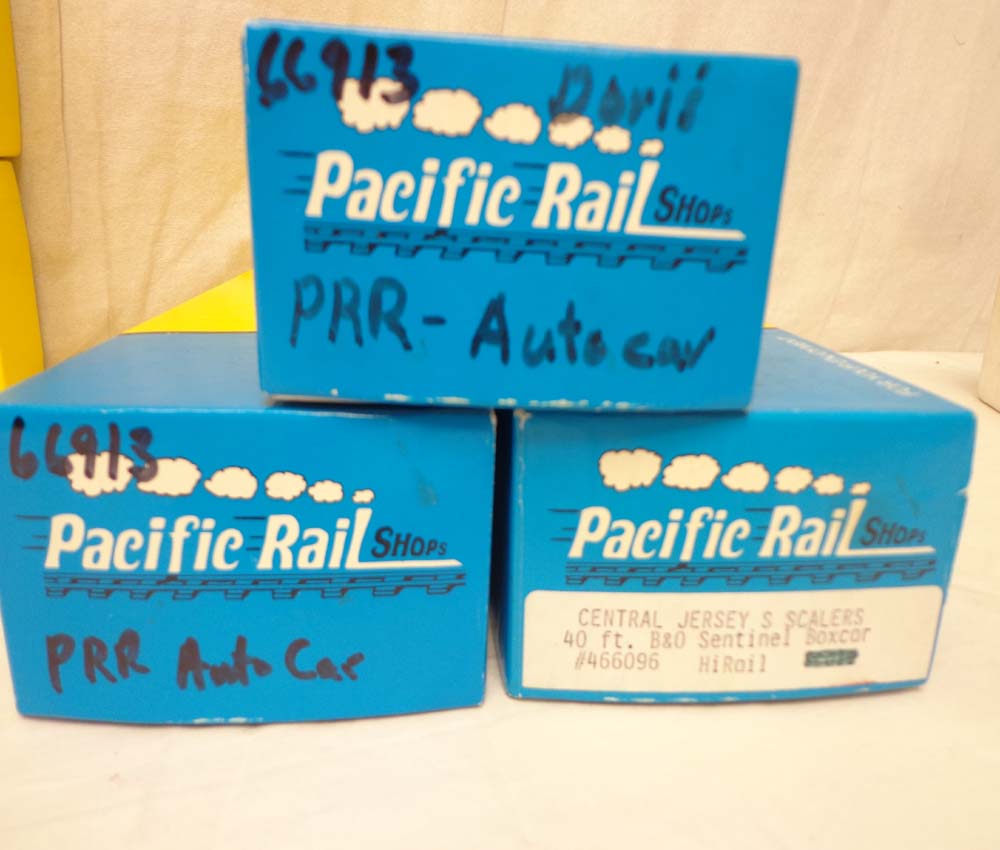 66913 Dorii
Pacific Rail Shops
PRR - Auto car
66913
Pacific Rail Shops
PRR Auto Car
Pacific Rail Shops
CENTRAL JERSEY S SCALERS
40 ft. B&O Sentinel Boxcar
#466096 HiRail